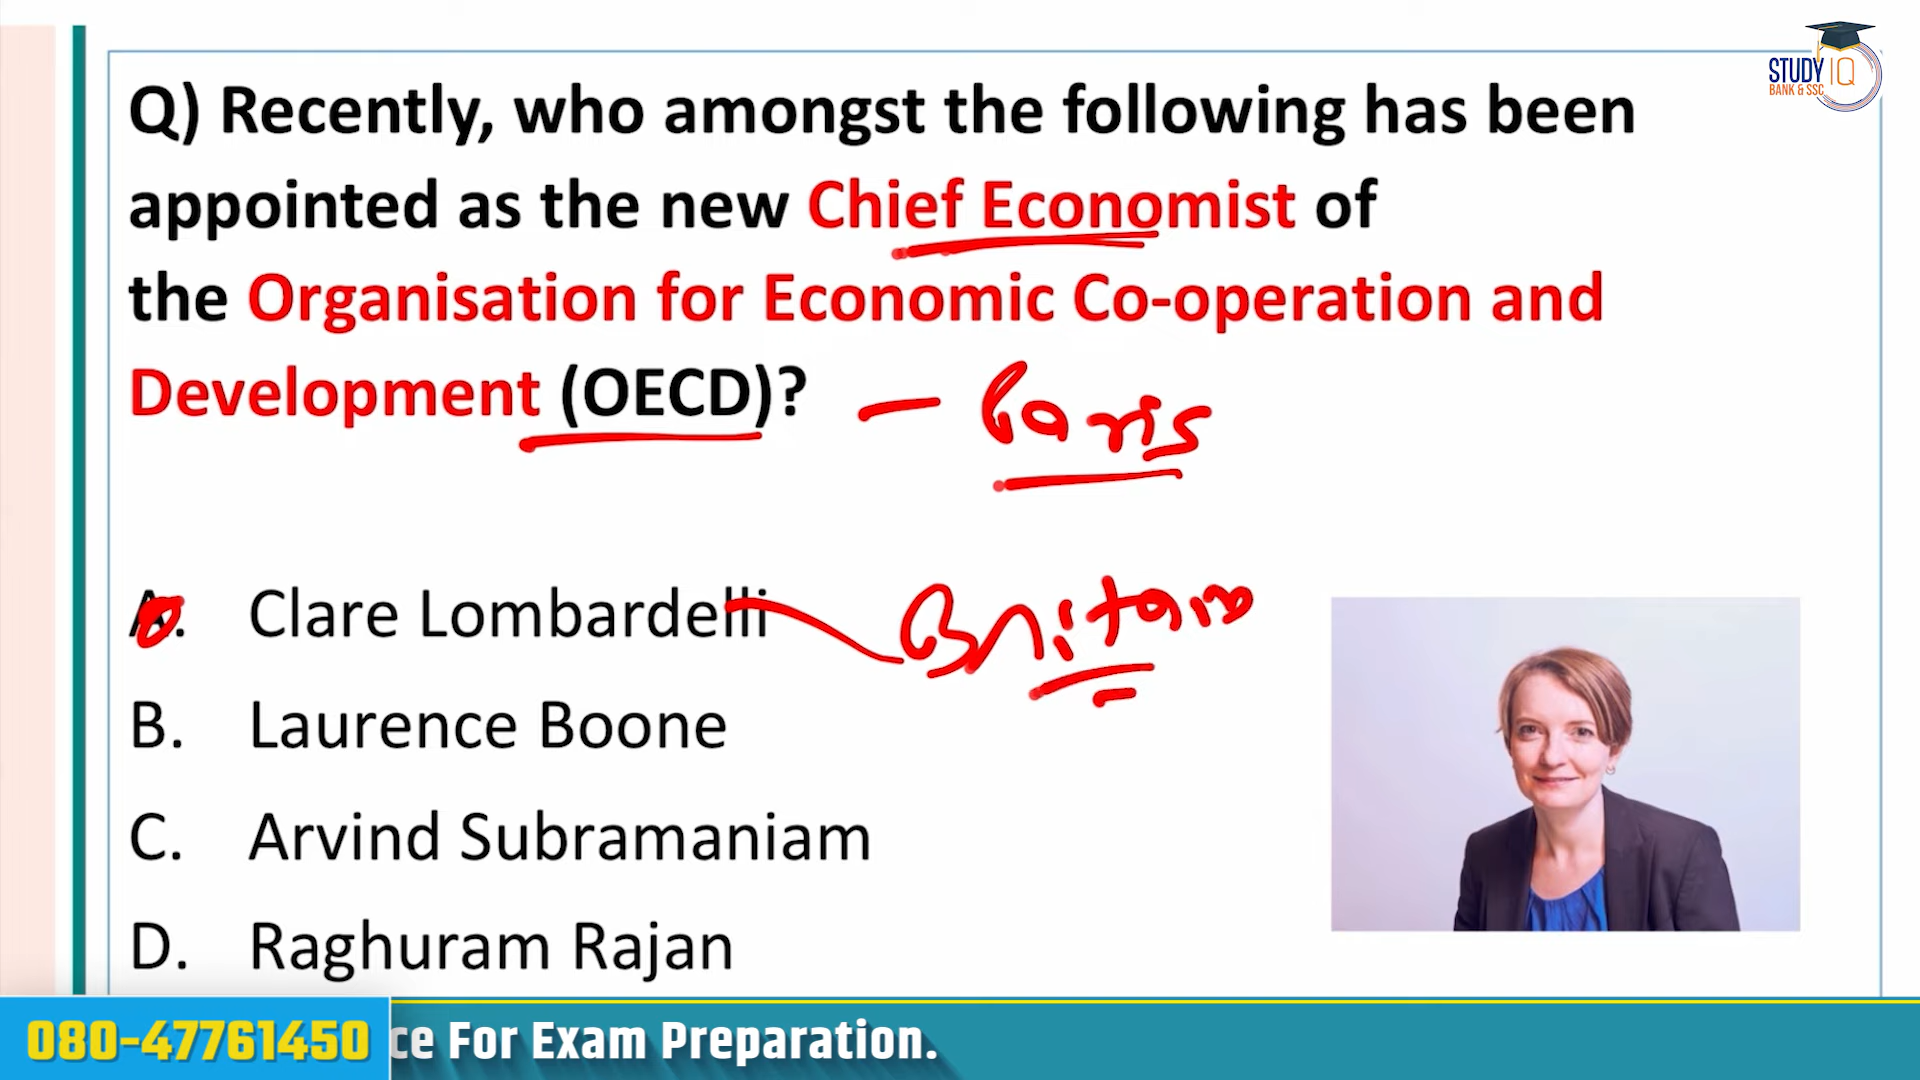 STUDY IQ
BANK & SSC
Q) Recently, who amongst the following has been
appointed as the new Chief Economist of
the Organisation for Economic Co-operation and
Development (OECD)?
- Paris
A. Clare Lombardelli
Britain
B. Laurence Boone
C. Arvind Subramaniam
D. Raghuram Rajan
080-47761450
ce For Exam Preparation.